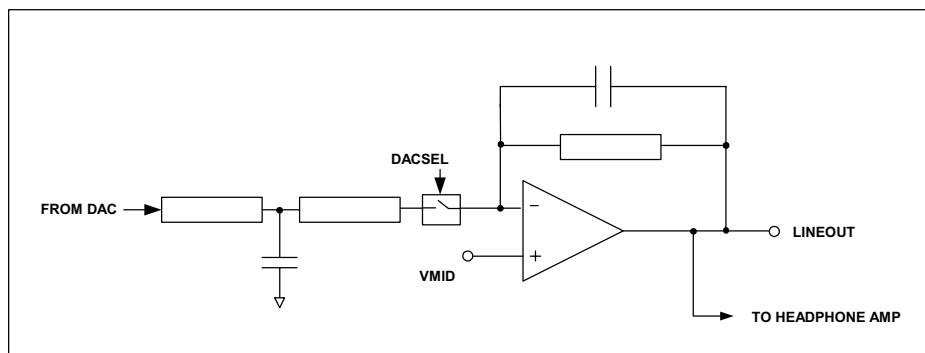 DACSEL
FROM DAC
−
+
VMID
LINEOUT
TO HEADPHONE AMP